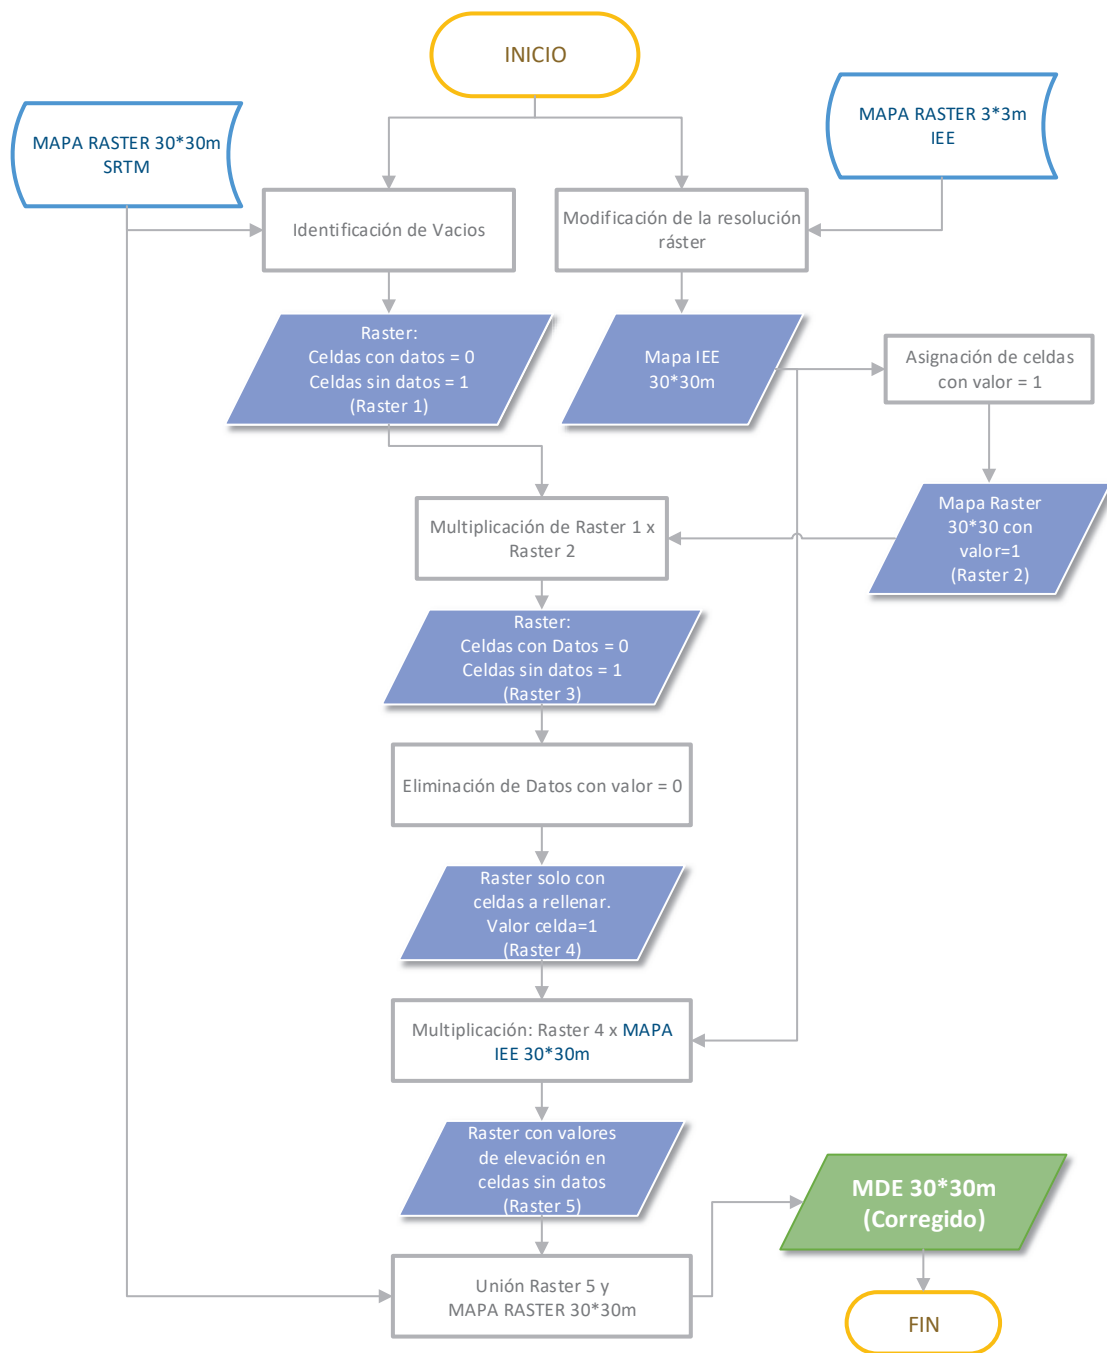 INICIO
MAPA RASTER 30*30m
SRTM
MAPA RASTER 3*3m
IEE
Identificación de Vacios
Modificación de la resolución
ráster
Raster:
Celdas con datos = 0
Celdas sin datos = 1
(Raster 1)
Mapa IEE
30*30m
Asignación de celdas
con valor = 1
Multiplicación de Raster 1 x
Raster 2
Mapa Raster
30*30 con
valor=1
(Raster 2)
Raster:
Celdas con Datos = 0
Celdas sin datos = 1
(Raster 3)
Eliminación de Datos con valor = 0
Raster solo con
celdas a rellenar.
Valor celda=1
(Raster 4)
Multiplicación: Raster 4 x MAPA
IEE 30*30m
Raster con valores
de elevación en
celdas sin datos
(Raster 5)
MDE 30*30m
(Corregido)
Unión Raster 5 y
MAPA RASTER 30*30m
FIN